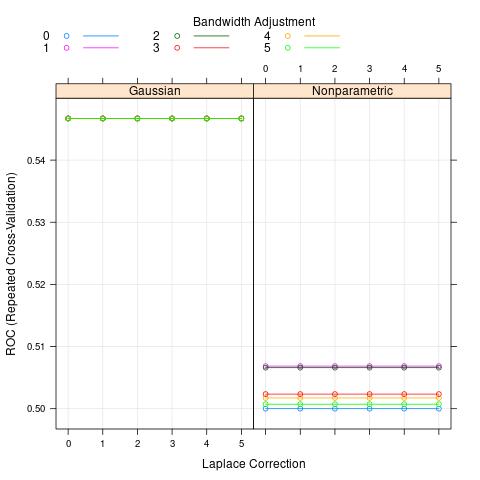 Bandwidth Adjustment
0 2 4
1 3 5
0 1 2 3 4 5
Gaussian Nonparametric
0.54
0.53
0.52
0.51
0.50
ROC (Repeated Cross-Validation)
0 1 2 3 4 5
Laplace Correction